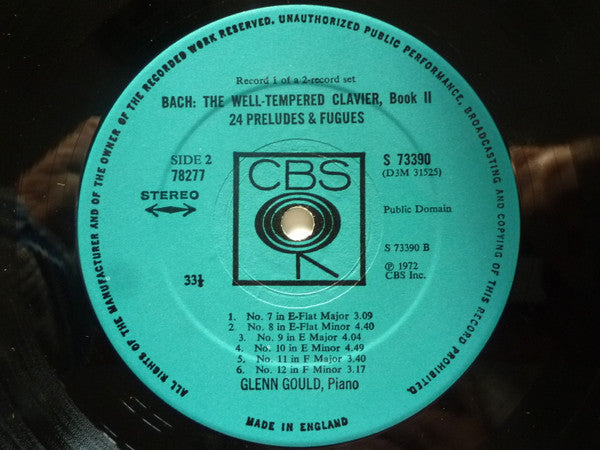 ALL RIGHTS OF THE MANUFACTURER AND OF THE OWNER OF THE RECORDED WORK RESERVED. UNAUTHORIZED PUBLIC PERFORMANCE, BROADCASTING AND COPYING OF THIS RECORD PROHIBITED.
Record 1 of a 2-record set
BACH: THE WELL-TEMPERED CLAVIER, Book II
24 PRELUDES & FUGUES
SIDE 2
78277
STEREO
33⅓
CBS
S 73390
(D3M 31525)
Public Domain
S 73390 B
℗ 1972
CBS Inc.
1. No. 7 in E-Flat Major 3.09
2. No. 8 in E-Flat Minor 4.40
3. No. 9 in E Major 4.04
4. No. 10 in E Minor 4.49
5. No. 11 in F Major 3.40
6. No. 12 in F Minor 3.17
GLENN GOULD, Piano
MADE IN ENGLAND